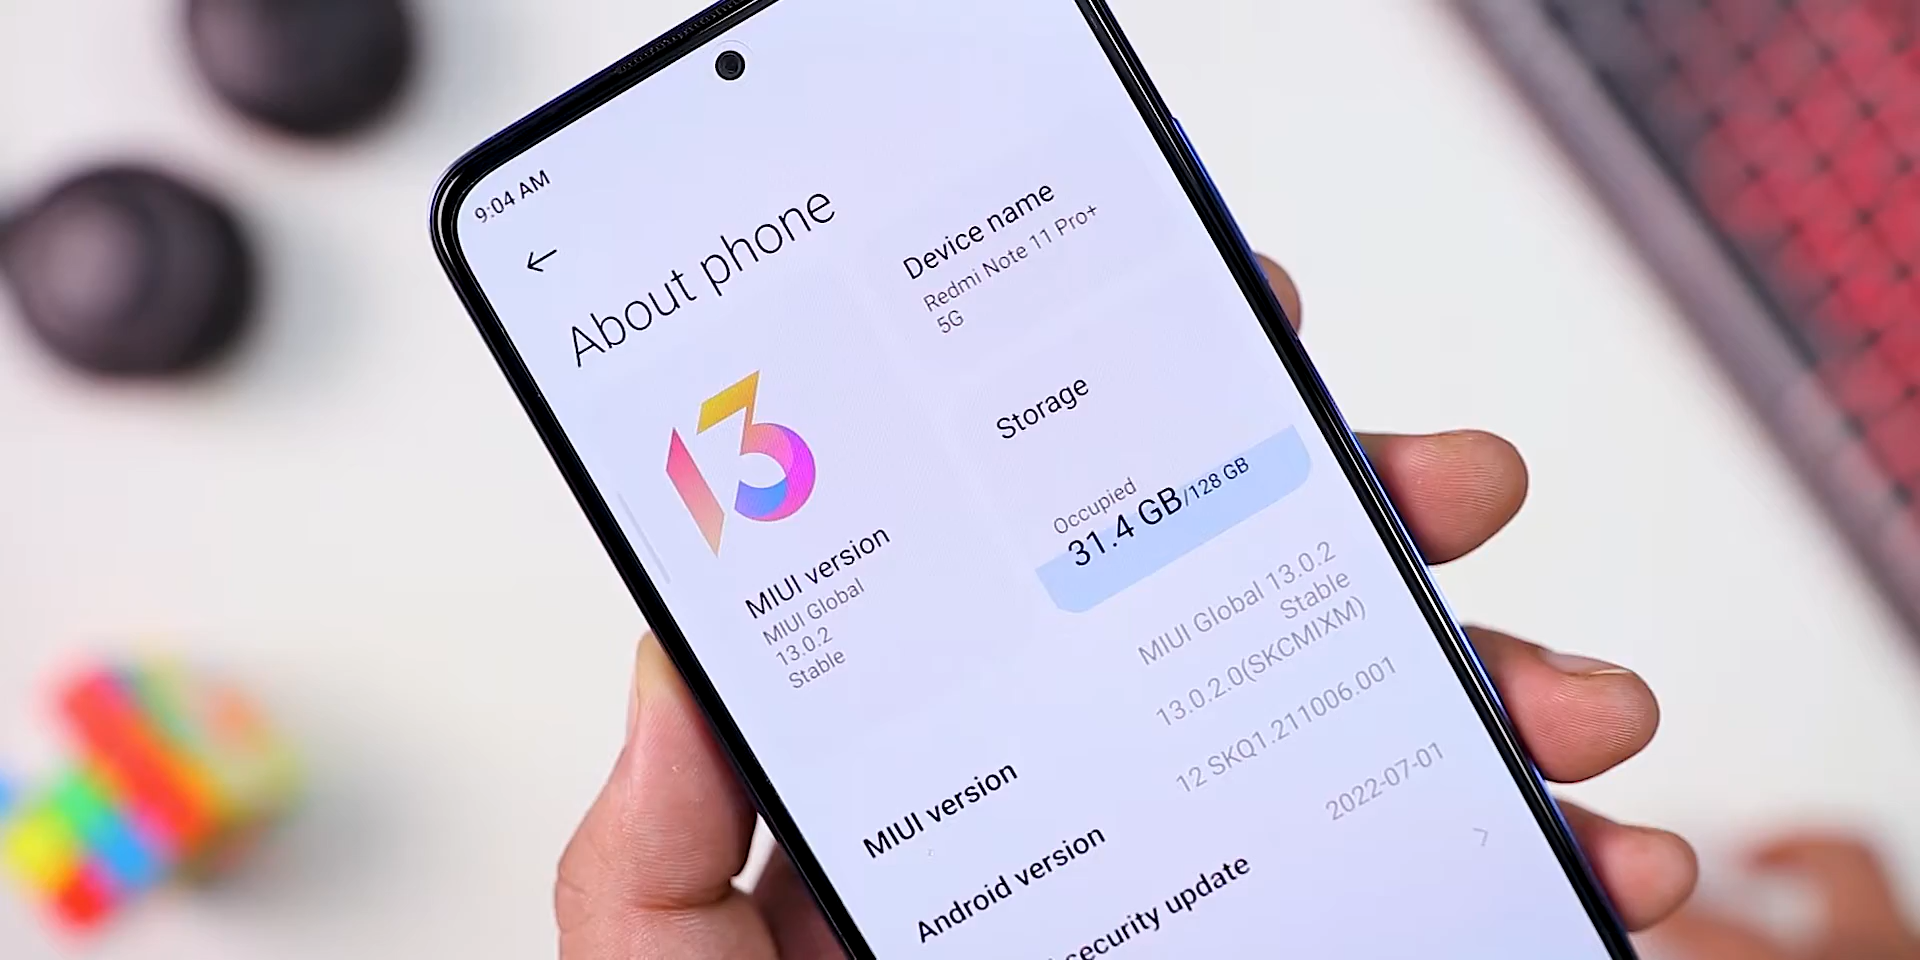 9:04 AM
About phone
13
MIUI version
MIUI Global
13.0.2
Stable
Device name
Redmi Note 11 Pro+
5G
Storage
Occupied
31.4 GB/128 GB
MIUI version
MIUI Global 13.0.2
Stable
13.0.2.0(SKCMIXM)
Android version
12 SKQ1.211006.001
security update
2022-07-01